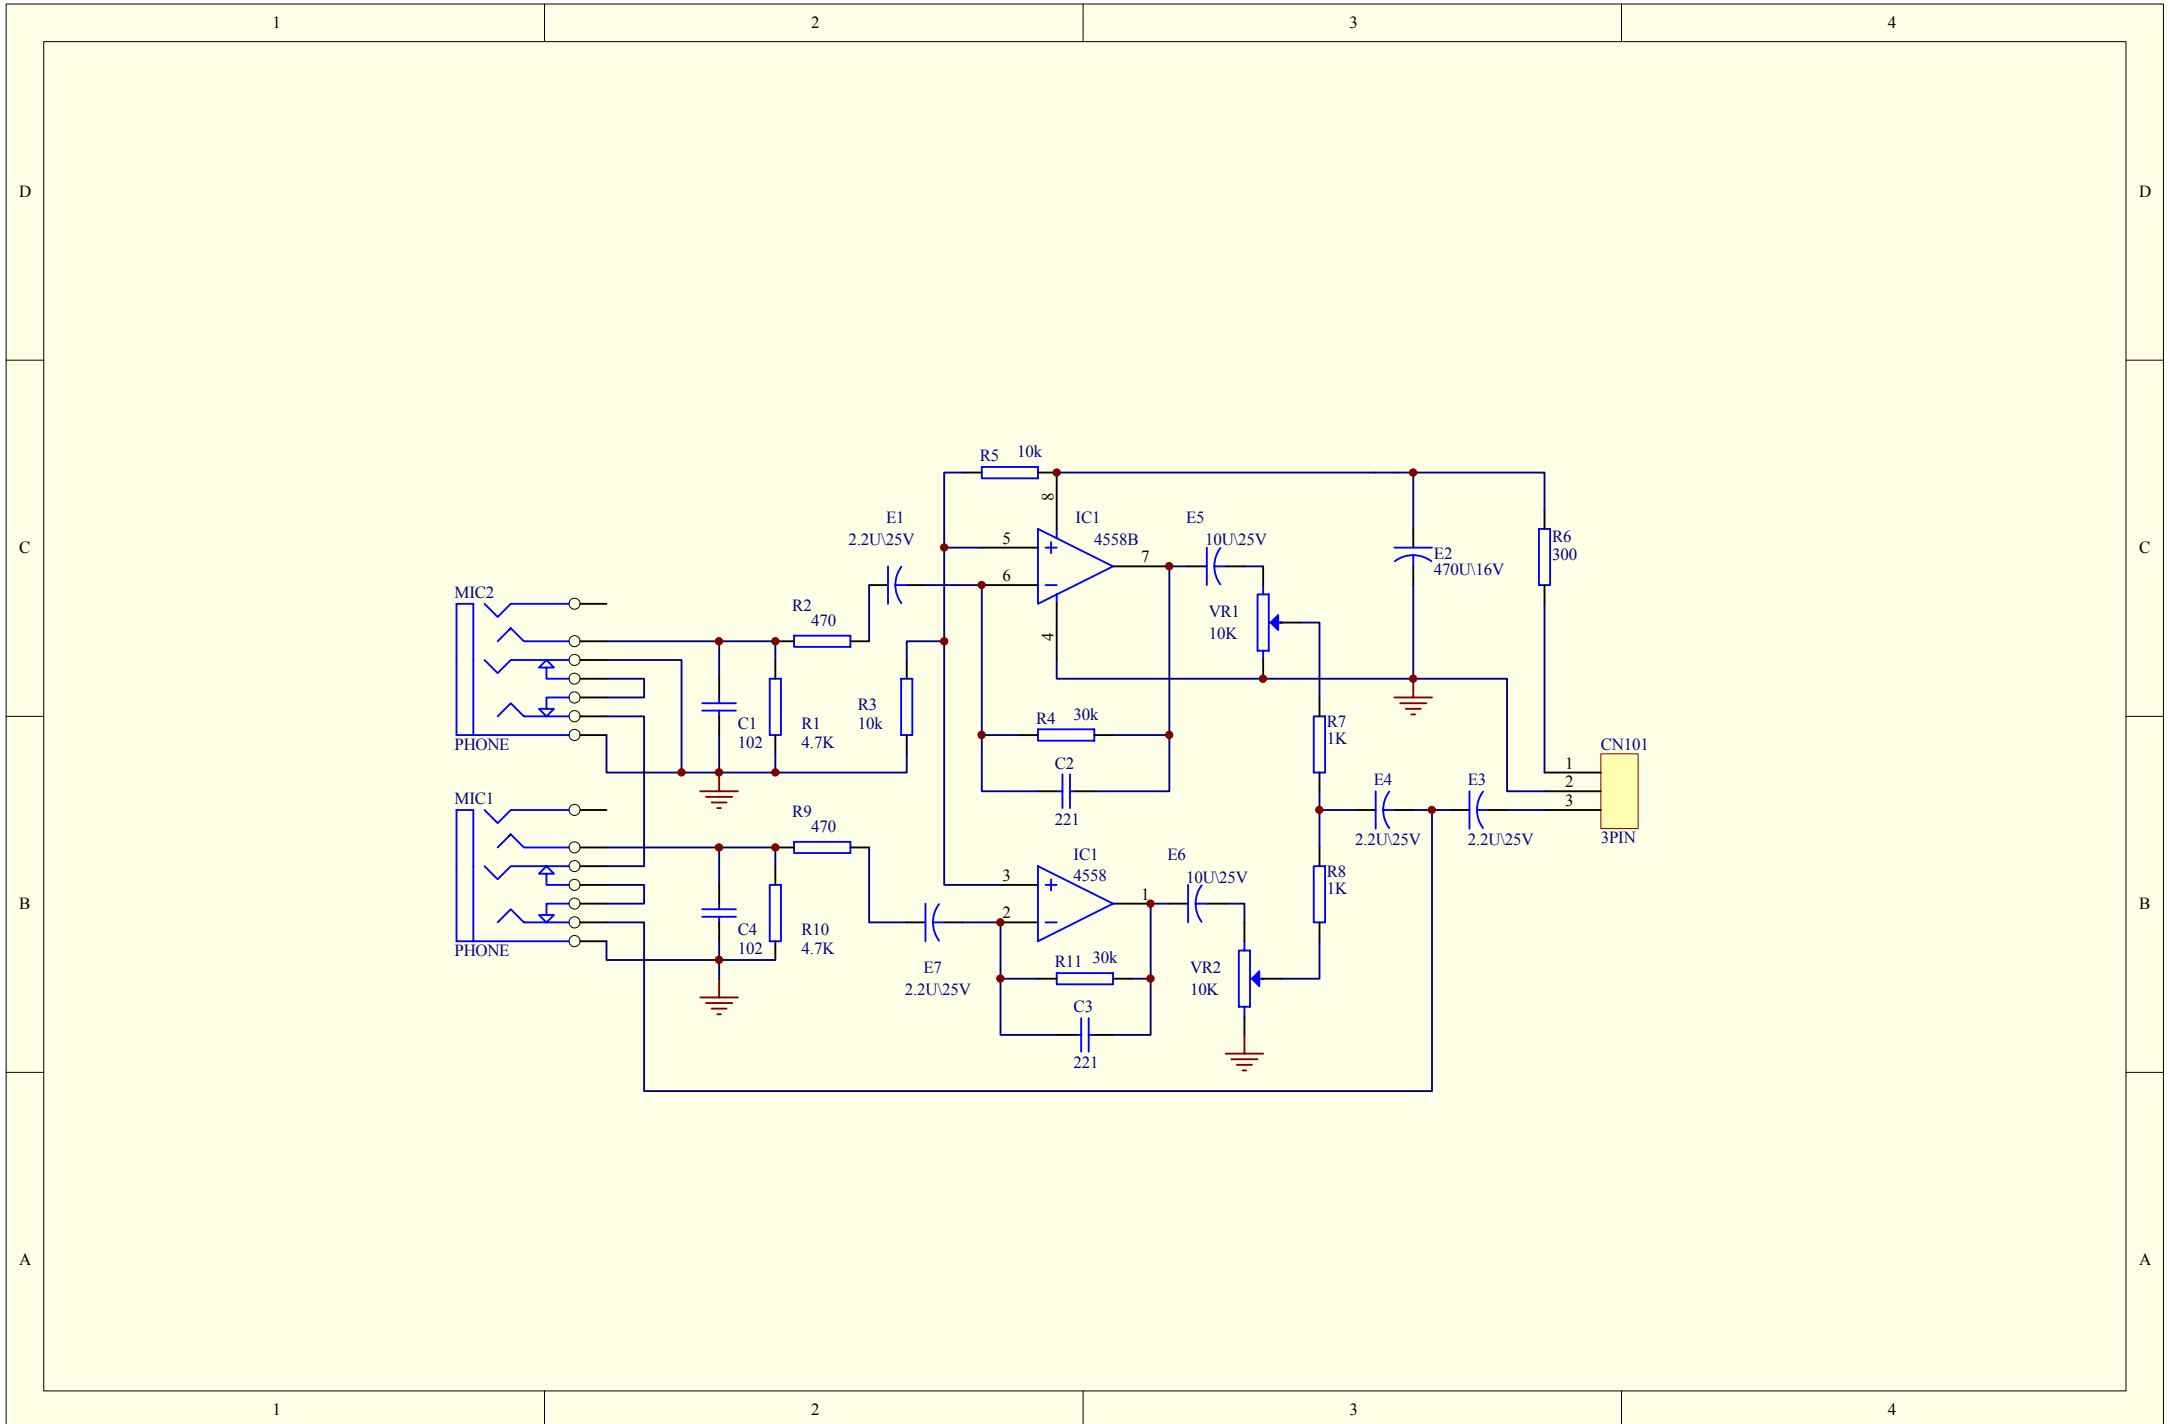 1 2 3 4
D D
C C
B B
A A
1 2 3 4
R5 10k
8
E1
2.2U\25V
IC1
4558B
5
6
7
4
E5
10U\25V
E2
470U\16V
R6
300
MIC2
PHONE
R2
470
VR1
10K
C1
102
R1
4.7K
R3
10k
R4 30k
C2
221
R7
1K
CN101
1
2
3
3PIN
E4
2.2U\25V
E3
2.2U\25V
MIC1
PHONE
R9
470
IC1
4558
3
2
1
E6
10U\25V
R8
1K
C4
102
R10
4.7K
E7
2.2U\25V
R11 30k
VR2
10K
C3
221